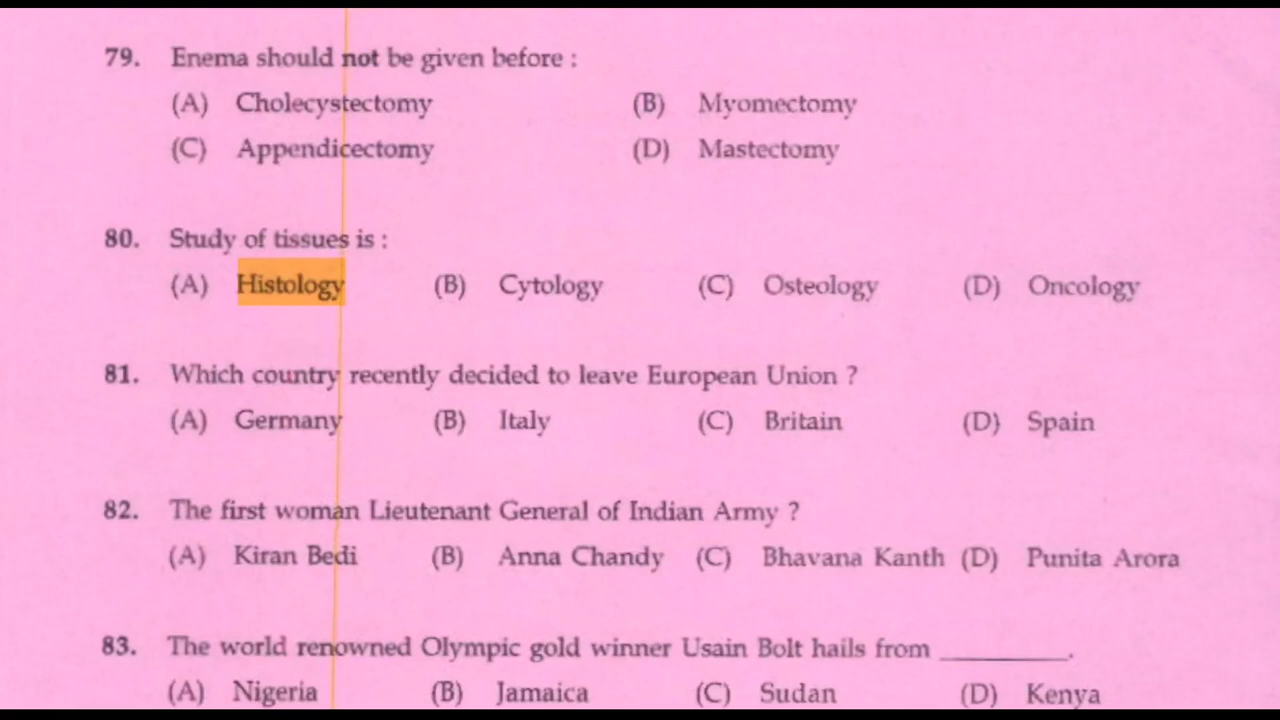 79. Enema should not be given before :
(A) Cholecystectomy (B) Myomectomy
(C) Appendicectomy (D) Mastectomy
80. Study of tissues is :
(A) Histology (B) Cytology (C) Osteology (D) Oncology
81. Which country recently decided to leave European Union ?
(A) Germany (B) Italy (C) Britain (D) Spain
82. The first woman Lieutenant General of Indian Army ?
(A) Kiran Bedi (B) Anna Chandy (C) Bhavana Kanth (D) Punita Arora
83. The world renowned Olympic gold winner Usain Bolt hails from ________.
(A) Nigeria (B) Jamaica (C) Sudan (D) Kenya